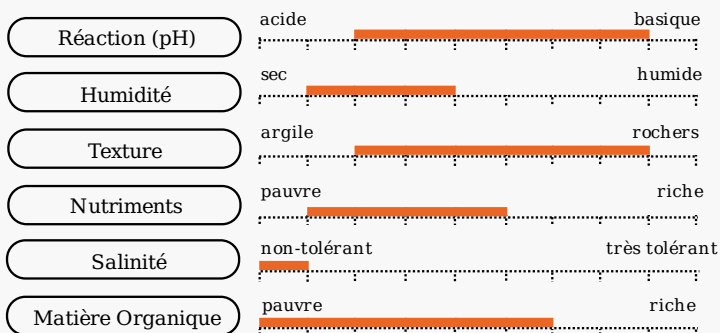 acide basique
Réaction (pH)
sec humide
Humidité
argile rochers
Texture
pauvre riche
Nutriments
non-tolérant très tolérant
Salinité
pauvre riche
Matière Organique